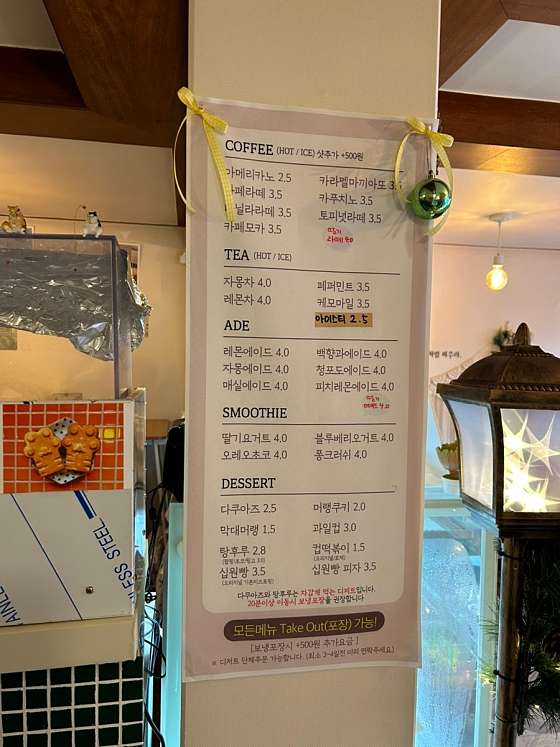 COFFEE (HOT / ICE) 샷추가 +500원
아메리카노 2.5
카페라떼 3.5
바닐라라떼 3.5
카페모카 3.5
카라멜마끼아또 3.5
카푸치노 3.5
토피넛라떼 3.5
딸기
라떼 4.0
TEA (HOT / ICE)
자몽차 4.0
레몬차 4.0
페퍼민트 3.5
케모마일 3.5
아이스티 2.5
ADE
레몬에이드 4.0
자몽에이드 4.0
매실에이드 4.0
백향과에이드 4.0
청포도에이드 4.0
피치레몬에이드 4.0
딸기
SMOOTHIE
딸기요거트 4.0
오레오초코 4.0
블루베리요거트 4.0
퐁크러쉬 4.0
DESSERT
다쿠아즈 2.5
막대머랭 1.5
탕후루 2.8
십원빵 3.5
머랭쿠키 2.0
과일컵 3.0
컵떡볶이 1.5
십원빵 피자 3.5
다쿠아즈와 탕후루는 차갑게 먹는 디저트입니다.
20분이상 이동시 보냉포장을 권장합니다.
모든메뉴 Take Out(포장) 가능!
[보냉포장시 +500원 추가요금]
※ 디저트 단체주문 가능합니다. (최소 3-4일전 미리 연락주세요)
STEEL